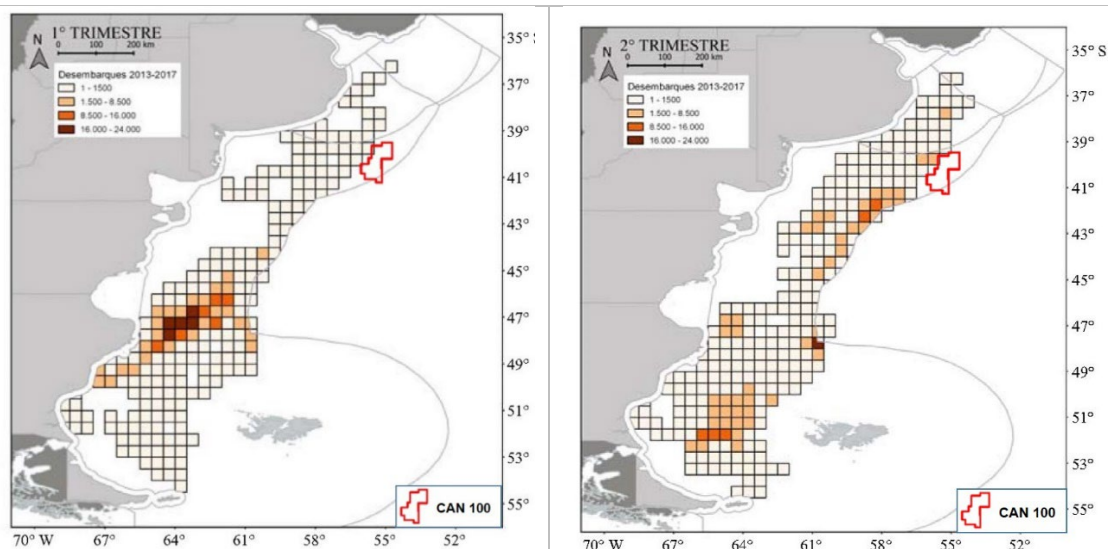 1° TRIMESTRE
N
0 100 200 km
Desembarques 2013-2017
1 - 1500
1.500 - 8.500
8.500 - 16.000
16.000 - 24.000
35°
37°
39°
41°
43°
45°
47°
49°
51°
53°
55°
CAN 100
70° W 67° 64° 61° 58° 55° 52°
2° TRIMESTRE
N
0 100 200 km
Desembarques 2013-2017
1 - 1500
1.500 - 8.500
8.500 - 16.000
16.000 - 24.000
35° S
37°
39°
41°
43°
45°
47°
49°
51°
53°
55°
CAN 100
70° W 67° 64° 61° 58° 55° 52°